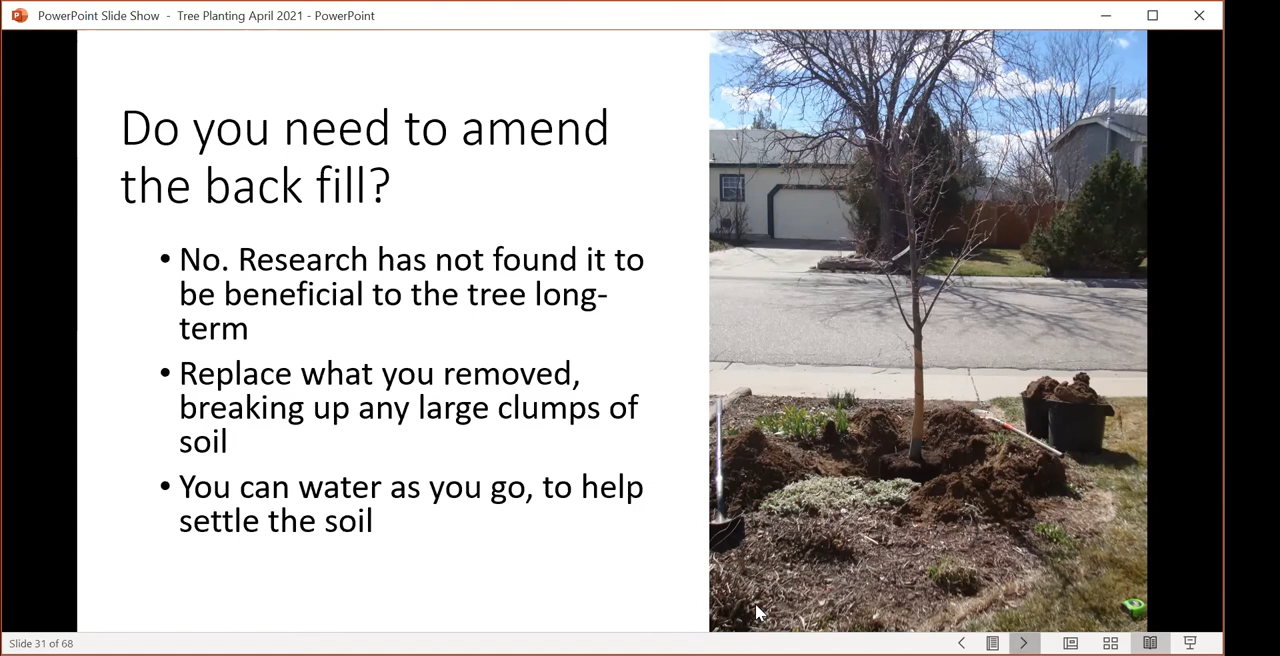 PowerPoint Slide Show - Tree Planting April 2021 - PowerPoint
Do you need to amend
the back fill?
• No. Research has not found it to
be beneficial to the tree long-
term
• Replace what you removed,
breaking up any large clumps of
soil
• You can water as you go, to help
settle the soil
Slide 31 of 68